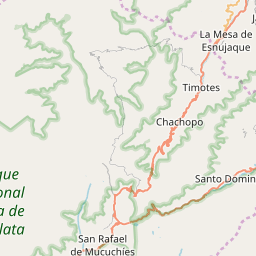 La Mesa de
Esnujaque
Timotes
Chachopo
que
onal
a de
lata
Santo Domin
San Rafael
de Mucuchíes